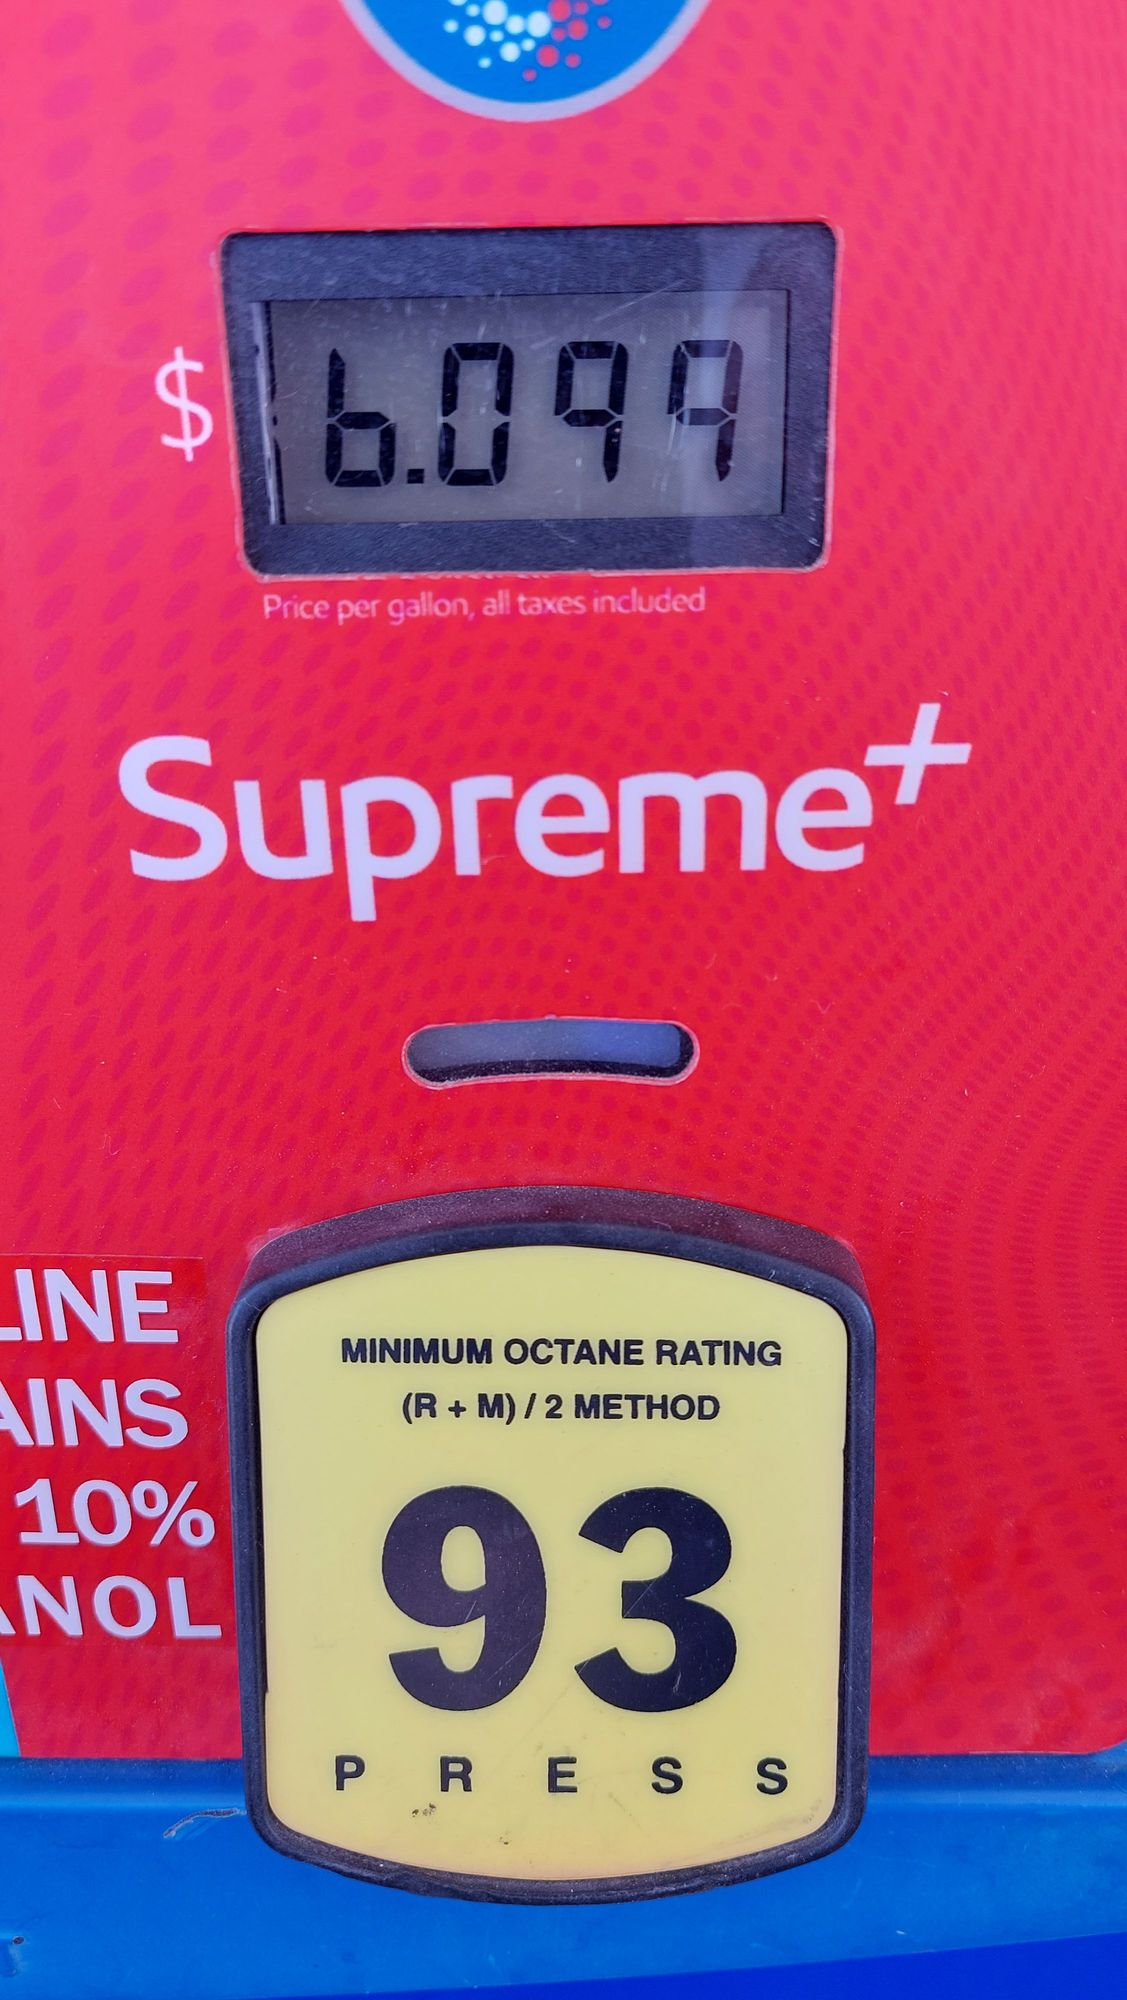 $ 6.099
Price per gallon, all taxes included
Supreme+
LINE
AINS
10%
ANOL
MINIMUM OCTANE RATING
(R + M) / 2 METHOD
93
PRESS